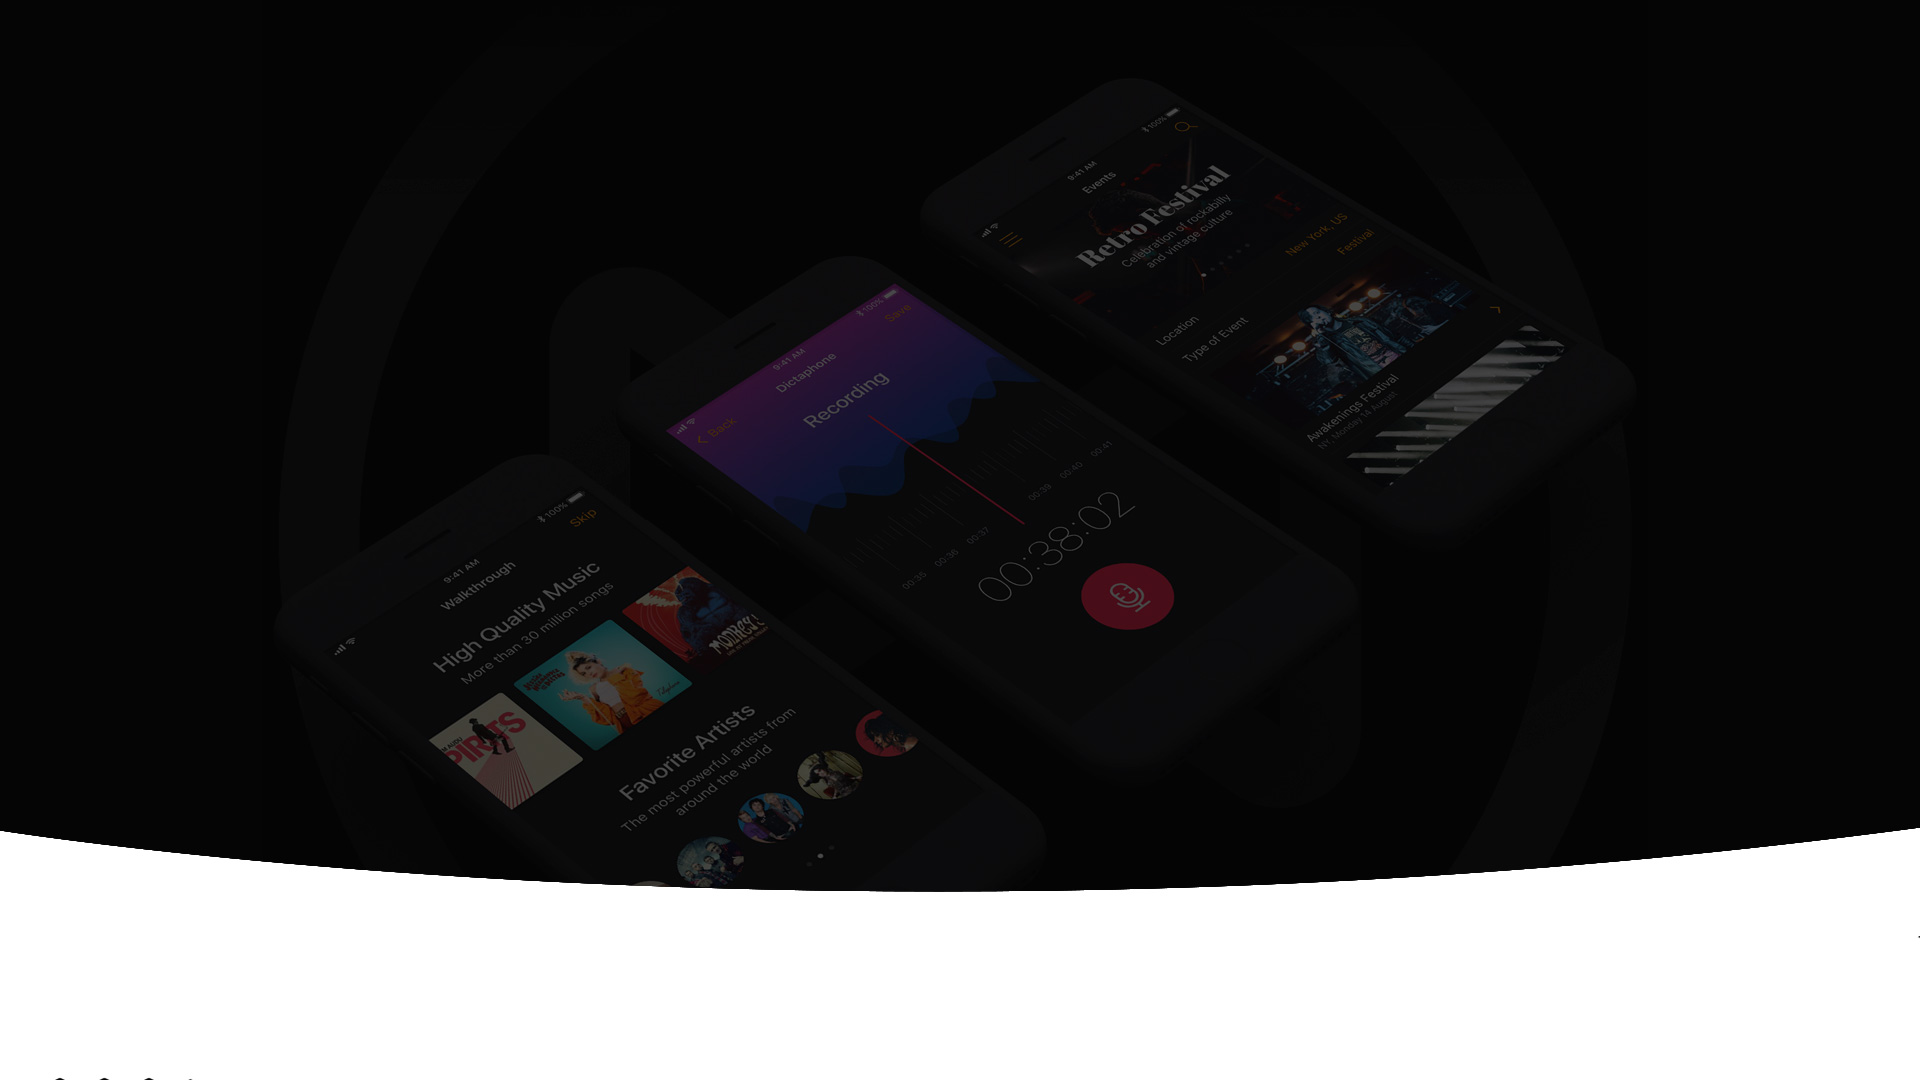 100%
9:41 AM
Events
Retro Festival
Celebration of rockabilly
and vintage culture
New York, US
Festival
Location
Type of Event
Awakenings Festival
NY, Monday 14 August
100%
9:41 AM
Save
Dictaphone
Back
Recording
00:35
00:36
00:37
00:39
00:40
00:41
00:38:02
100%
9:41 AM
Skip
Walkthrough
High Quality Music
More than 30 million songs
Favorite Artists
The most powerful artists from
around the world